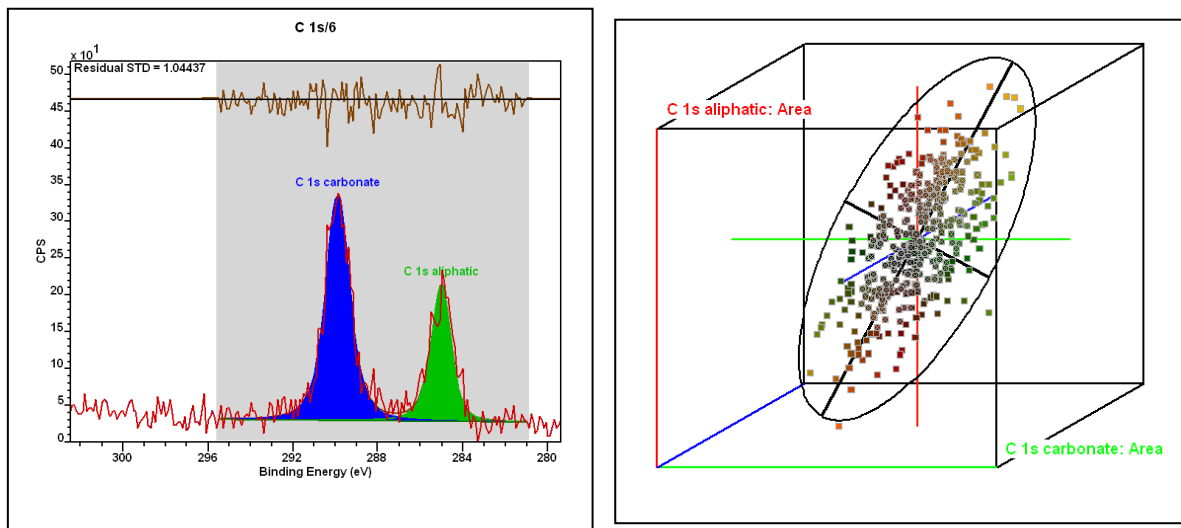 C 1s/6
x 10¹
Residual STD = 1.04437
50
45
40
35
30
25
20
15
10
5
0
CPS
C 1s carbonate
C 1s aliphatic
300 296 292 288 284 280
Binding Energy (eV)
C 1s aliphatic: Area
C 1s carbonate: Area